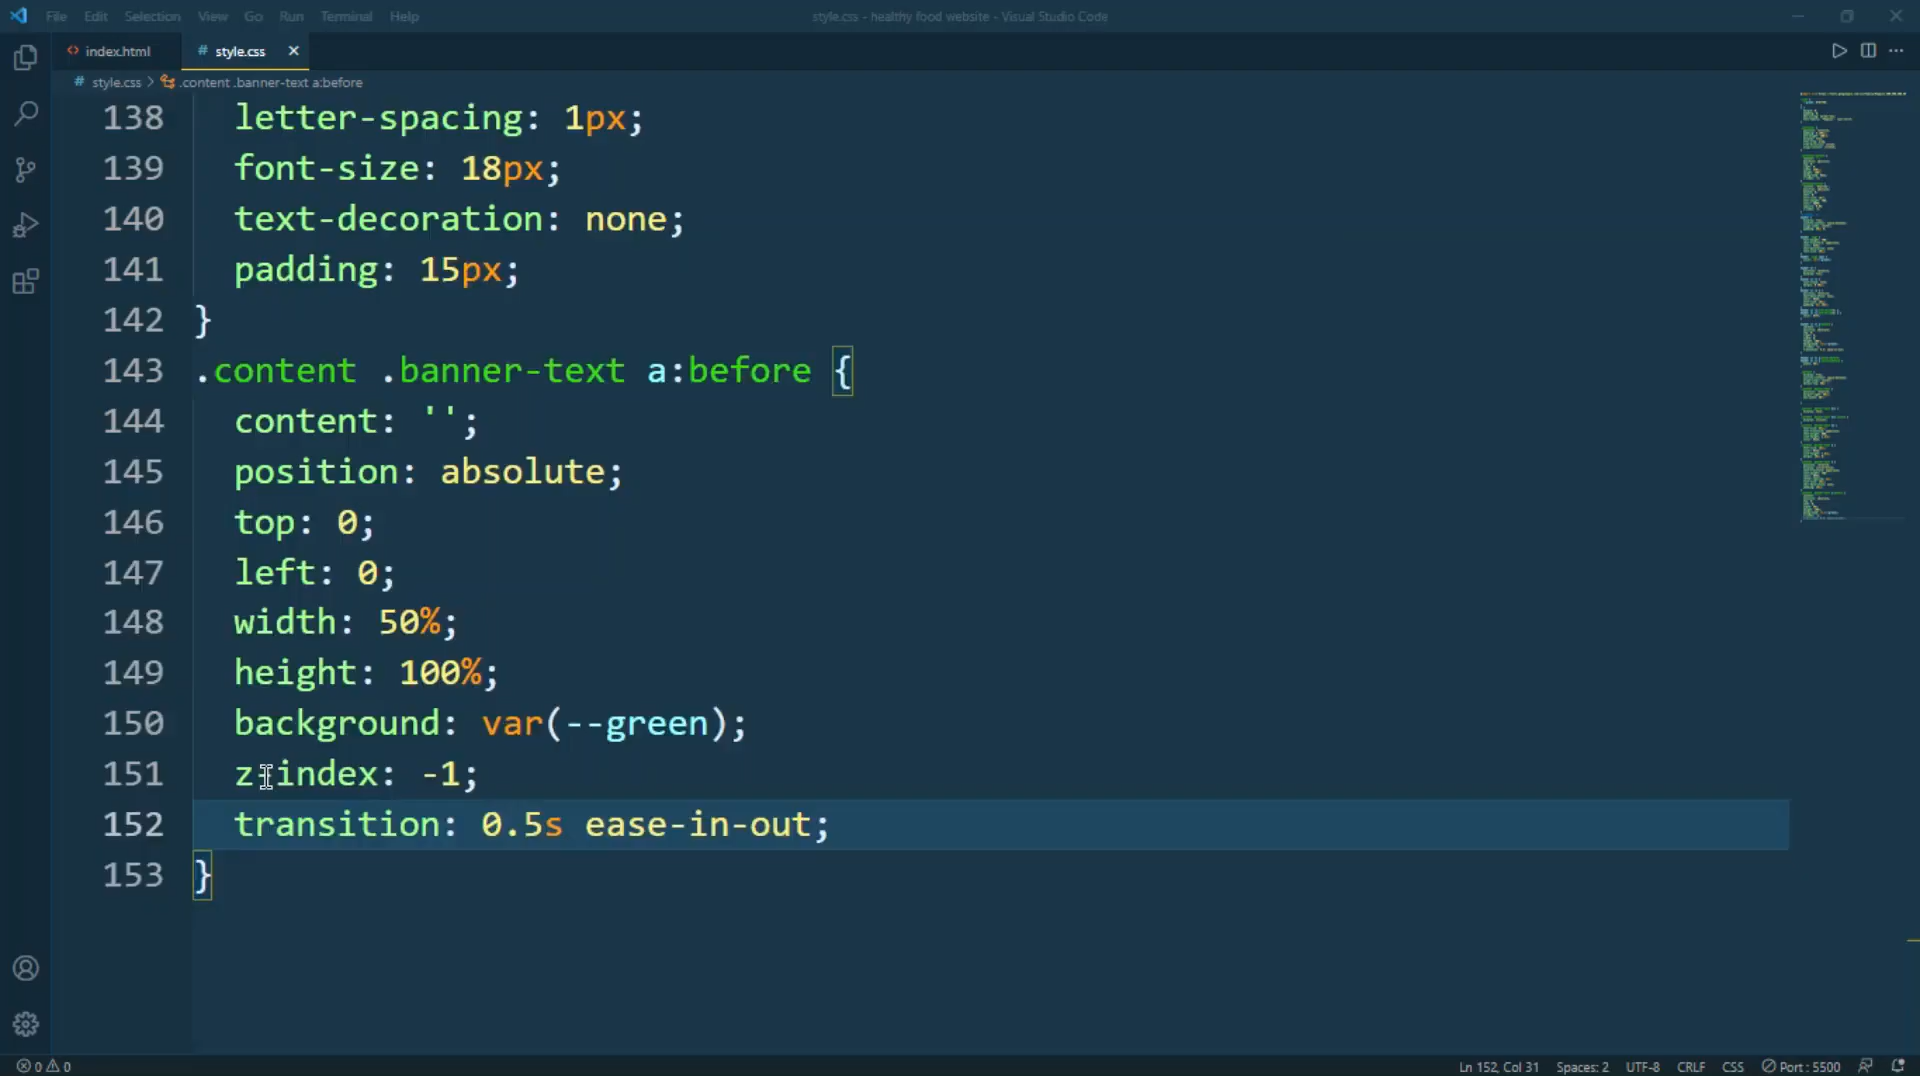 File Edit Selection View Go Run Terminal Help
style.css - healthy food website - Visual Studio Code
index.html
# style.css
# style.css > .content .banner-text a:before
138 letter-spacing: 1px;
139 font-size: 18px;
140 text-decoration: none;
141 padding: 15px;
142 }
143 .content .banner-text a:before {
144 content: '';
145 position: absolute;
146 top: 0;
147 left: 0;
148 width: 50%;
149 height: 100%;
150 background: var(--green);
151 z-index: -1;
152 transition: 0.5s ease-in-out;
153 }
0 0
Ln 152, Col 31 Spaces: 2 UTF-8 CRLF CSS Port : 5500